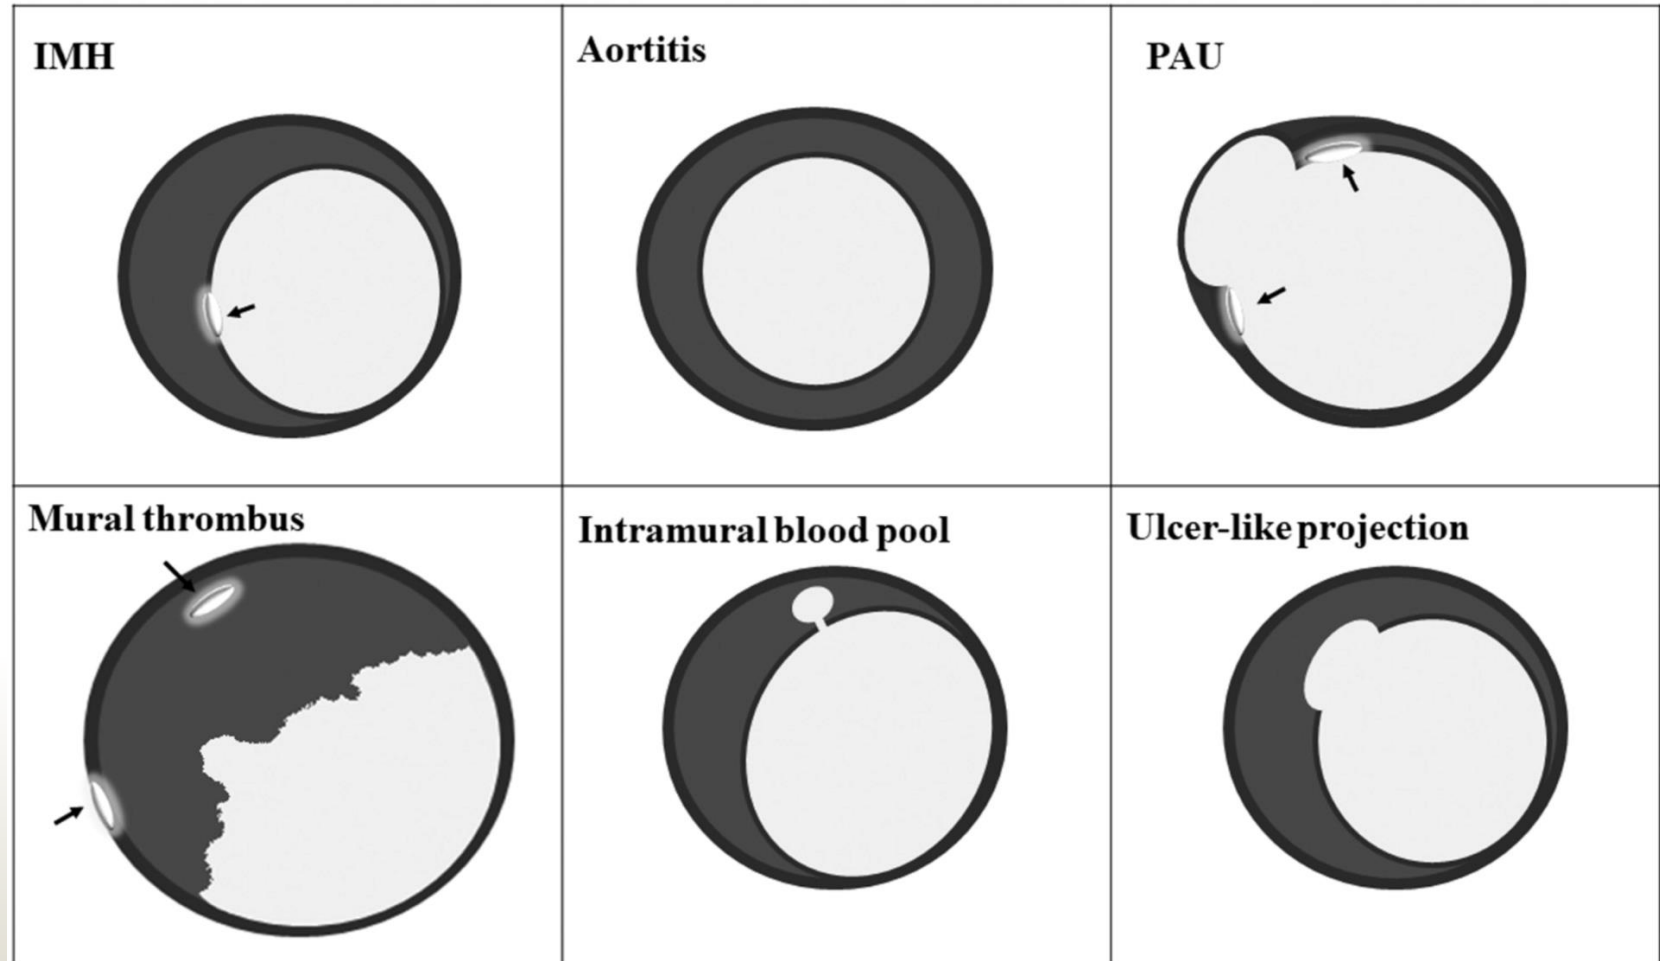 IMH
Aortitis
PAU
Mural thrombus
Intramural blood pool
Ulcer-like projection